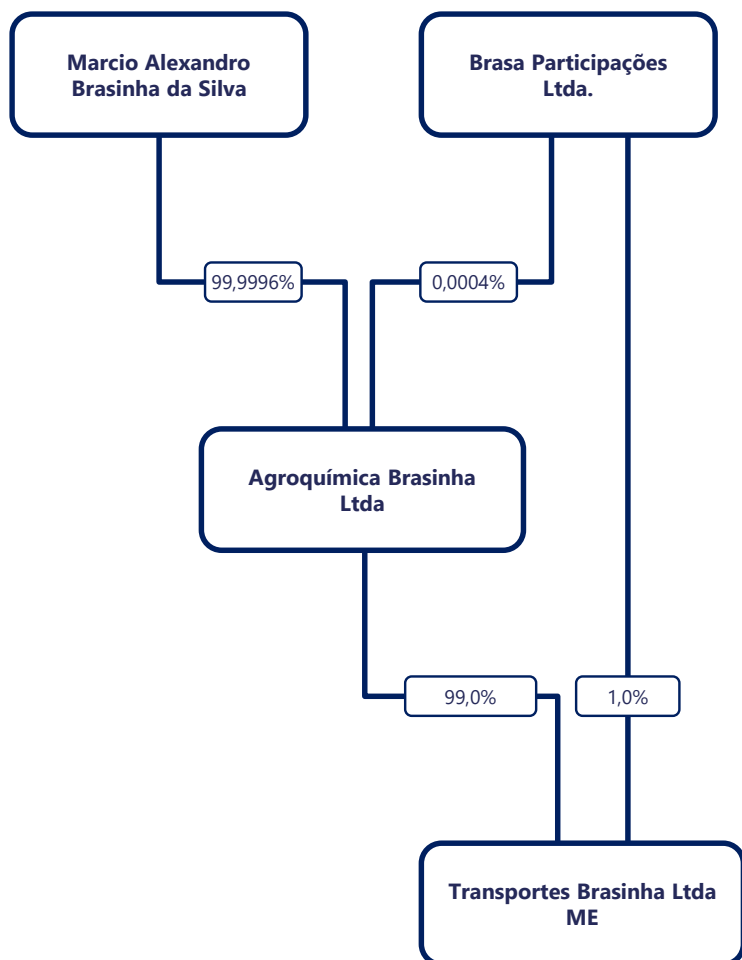 Marcio Alexandro
Brasinha da Silva
Brasa Participações
Ltda.
99,9996%
0,0004%
Agroquímica Brasinha
Ltda
99,0%
1,0%
Transportes Brasinha Ltda
ME